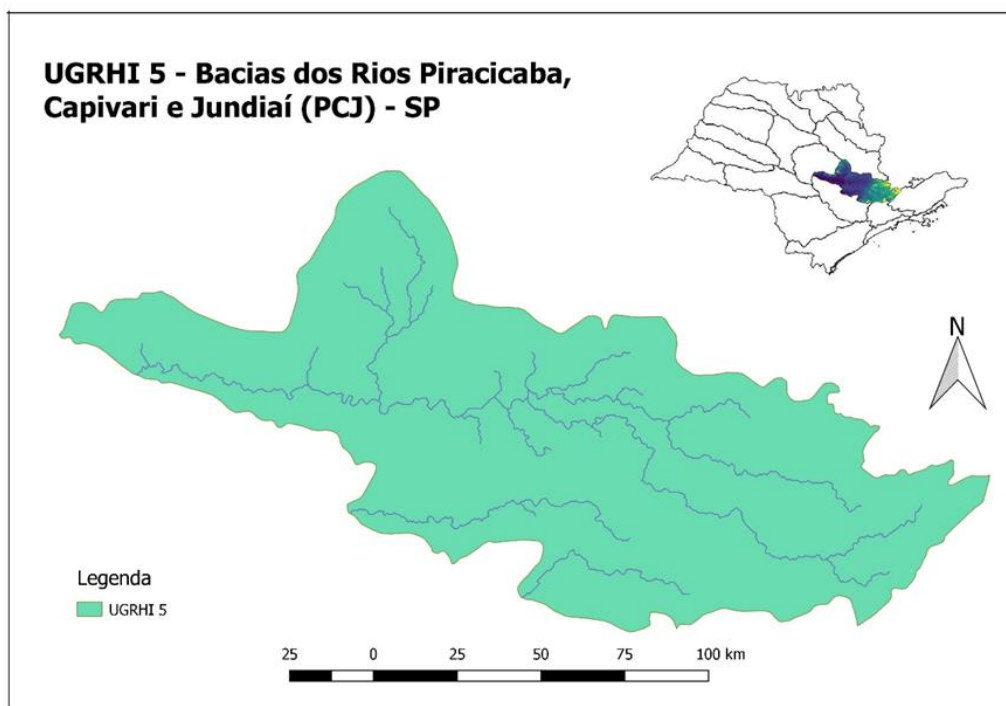 UGRHI 5 - Bacias dos Rios Piracicaba,
Capivari e Jundiaí (PCJ) - SP
N
Legenda
UGRHI 5
25 0 25 50 75 100 km